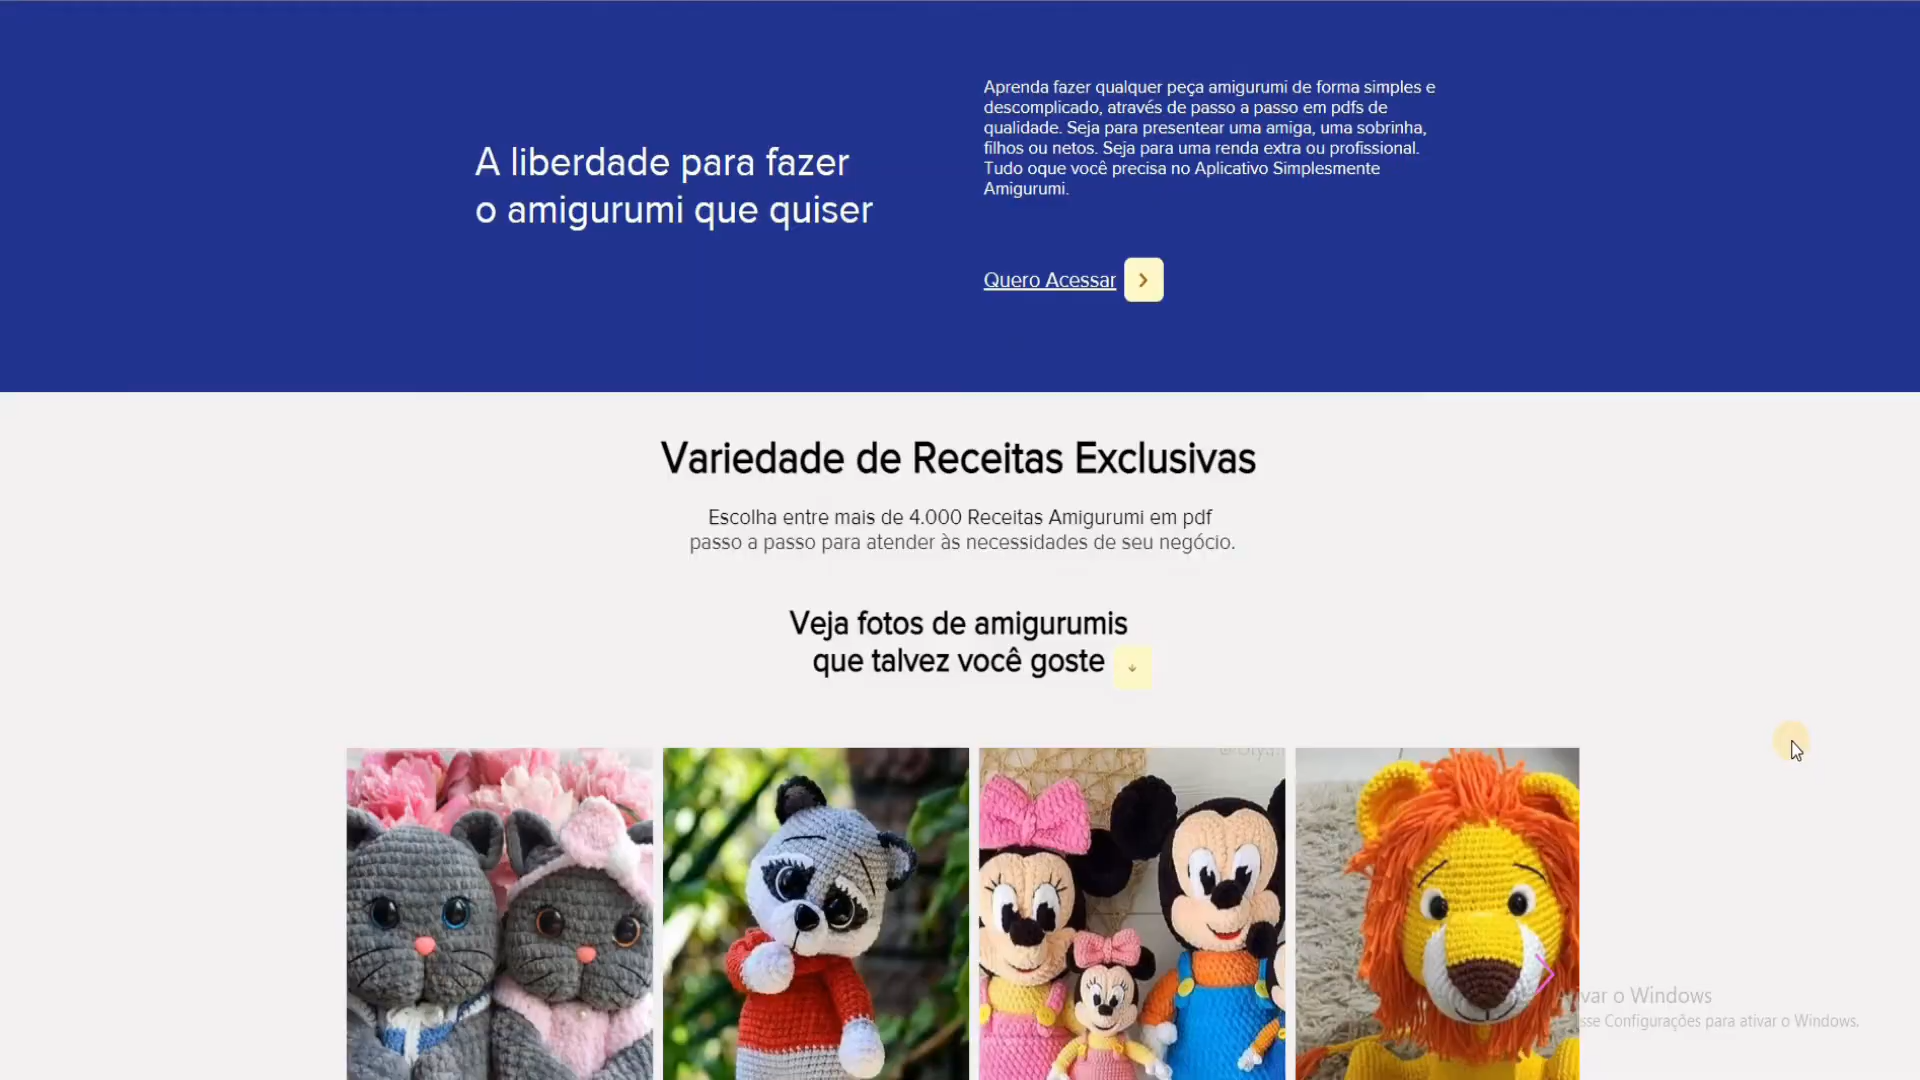 A liberdade para fazer
o amigurumi que quiser
Aprenda fazer qualquer peça amigurumi de forma simples e
descomplicado, através de passo a passo em pdfs de
qualidade. Seja para presentear uma amiga, uma sobrinha,
filhos ou netos. Seja para uma renda extra ou profissional.
Tudo oque você precisa no Aplicativo Simplesmente
Amigurumi.
Quero Acessar
Variedade de Receitas Exclusivas
Escolha entre mais de 4.000 Receitas Amigurumi em pdf
passo a passo para atender às necessidades de seu negócio.
Veja fotos de amigurumis
que talvez você goste
o Windows
Configurações para ativar o Windows.